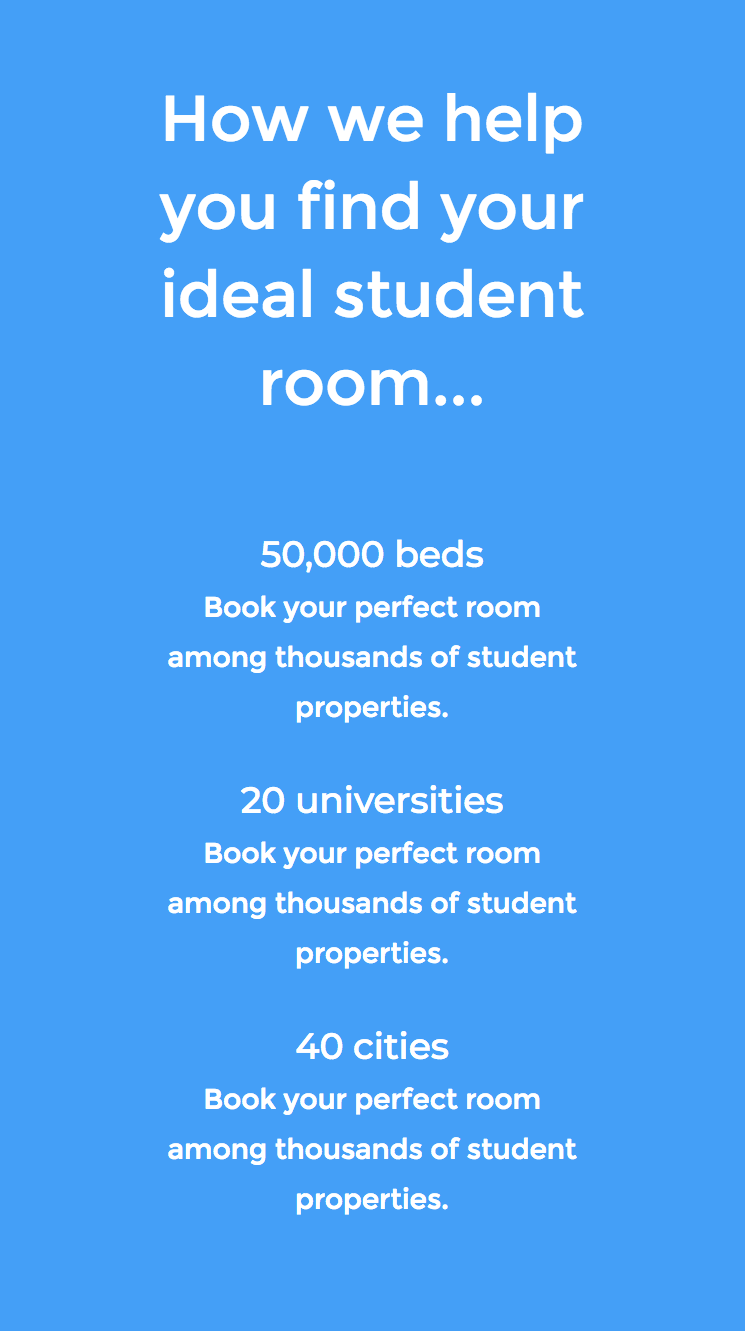 How we help
you find your
ideal student
room...
50,000 beds
Book your perfect room
among thousands of student
properties.
20 universities
Book your perfect room
among thousands of student
properties.
40 cities
Book your perfect room
among thousands of student
properties.